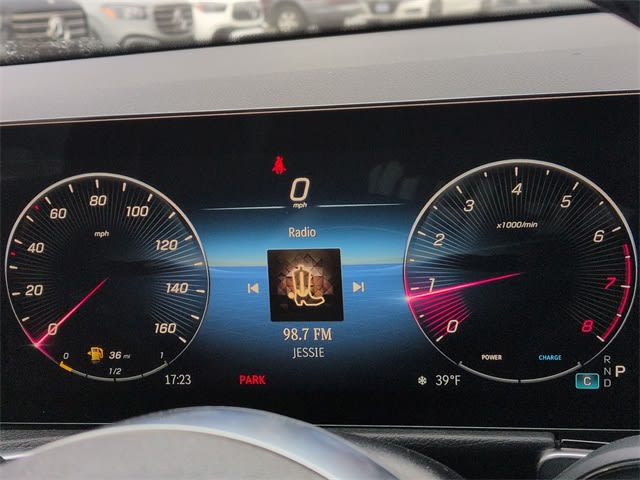 0
mph
Radio
98.7 FM
JESSIE
0 20 40 60 80 100 120 140 160
mph
36 mi
0 1/2 1
17:23
PARK
0 1 2 3 4 5 6 7 8
x1000/min
POWER CHARGE
39°F
C
R
N P
D